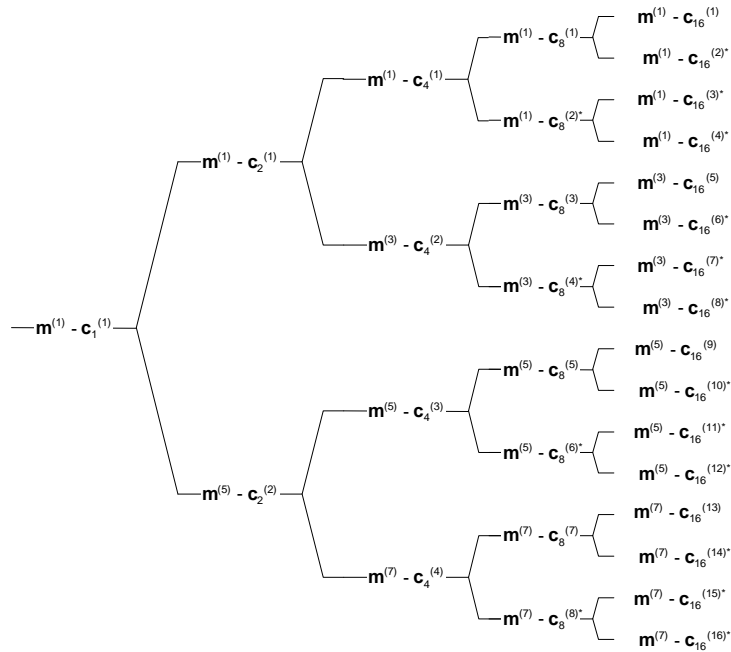 m⁽¹⁾ - c₁⁽¹⁾
m⁽¹⁾ - c₂⁽¹⁾
m⁽⁵⁾ - c₂⁽²⁾
m⁽¹⁾ - c₄⁽¹⁾
m⁽³⁾ - c₄⁽²⁾
m⁽⁵⁾ - c₄⁽³⁾
m⁽⁷⁾ - c₄⁽⁴⁾
m⁽¹⁾ - c₈⁽¹⁾
m⁽¹⁾ - c₈⁽²⁾*
m⁽³⁾ - c₈⁽³⁾
m⁽³⁾ - c₈⁽⁴⁾*
m⁽⁵⁾ - c₈⁽⁵⁾
m⁽⁵⁾ - c₈⁽⁶⁾*
m⁽⁷⁾ - c₈⁽⁷⁾
m⁽⁷⁾ - c₈⁽⁸⁾*
m⁽¹⁾ - c₁₆⁽¹⁾
m⁽¹⁾ - c₁₆⁽²⁾*
m⁽¹⁾ - c₁₆⁽³⁾*
m⁽¹⁾ - c₁₆⁽⁴⁾*
m⁽³⁾ - c₁₆⁽⁵⁾
m⁽³⁾ - c₁₆⁽⁶⁾*
m⁽³⁾ - c₁₆⁽⁷⁾*
m⁽³⁾ - c₁₆⁽⁸⁾*
m⁽⁵⁾ - c₁₆⁽⁹⁾
m⁽⁵⁾ - c₁₆⁽¹⁰⁾*
m⁽⁵⁾ - c₁₆⁽¹¹⁾*
m⁽⁵⁾ - c₁₆⁽¹²⁾*
m⁽⁷⁾ - c₁₆⁽¹³⁾
m⁽⁷⁾ - c₁₆⁽¹⁴⁾*
m⁽⁷⁾ - c₁₆⁽¹⁵⁾*
m⁽⁷⁾ - c₁₆⁽¹⁶⁾*